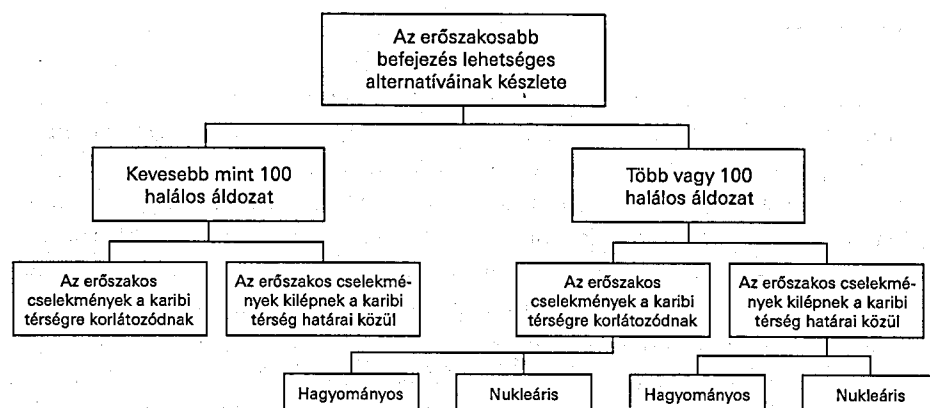 Az erőszakosabb
befejezés lehetséges
alternatíváinak készlete
Kevesebb mint 100
halálos áldozat
Több vagy 100
halálos áldozat
Az erőszakos
cselekmények a karibi
térségre korlátozódnak
Az erőszakos cselekmé-
nyek kilépnek a karibi
térség határai közül
Az erőszakos
cselekmények a karibi
térségre korlátozódnak
Az erőszakos cselekmé-
nyek kilépnek a karibi
térség határai közül
Hagyományos
Nukleáris
Hagyományos
Nukleáris